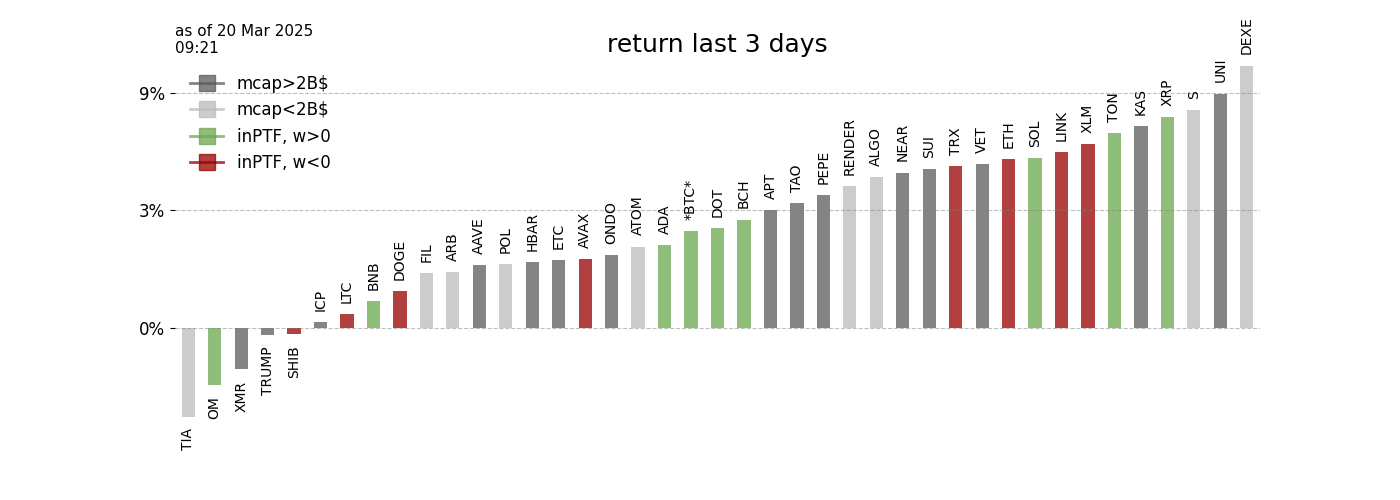 as of 20 Mar 2025
09:21
return last 3 days
mcap>2B$
mcap<2B$
inPTF, w>0
inPTF, w<0
9%
3%
0%
TIA
OM
XMR
TRUMP
SHIB
ICP
LTC
BNB
DOGE
FIL
ARB
AAVE
POL
HBAR
ETC
AVAX
ONDO
ATOM
ADA
*BTC*
DOT
BCH
APT
TAO
PEPE
RENDER
ALGO
NEAR
SUI
TRX
VET
ETH
SOL
LINK
XLM
TON
KAS
XRP
S
UNI
DEXE